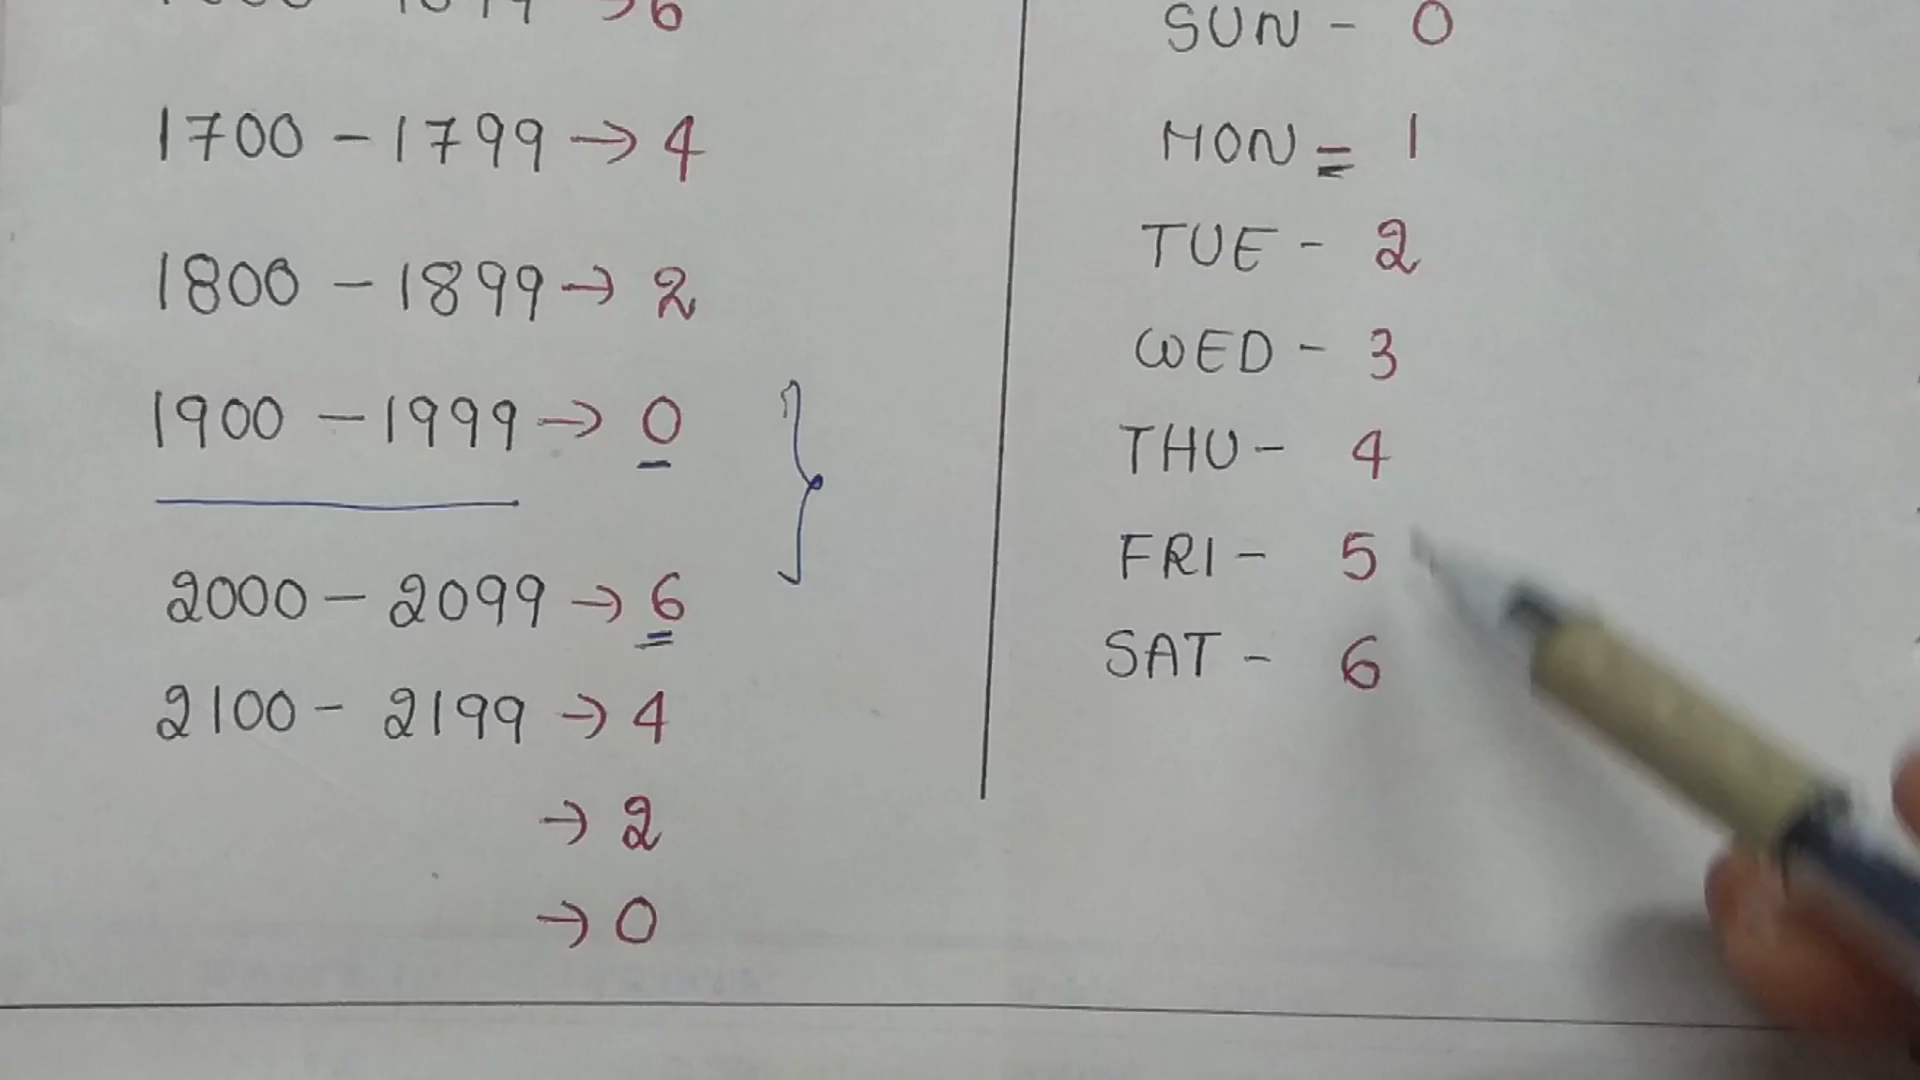 → 6
1700 - 1799 → 4
1800 - 1899 → 2
1900 - 1999 → 0
2000 - 2099 → 6
2100 - 2199 → 4
→ 2
→ 0
SUN - 0
MON = 1
TUE - 2
WED - 3
THU - 4
FRI - 5
SAT - 6